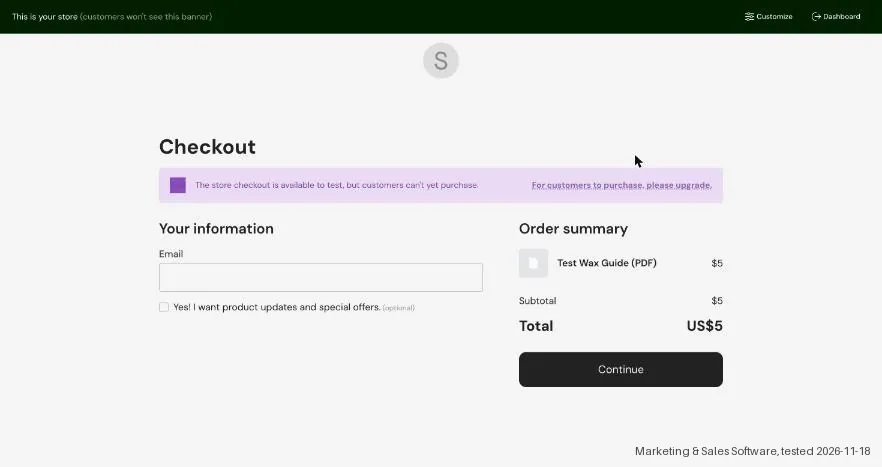 This is your store (customers won't see this banner)
Customize
Dashboard
S
Checkout
The store checkout is available to test, but customers can't yet purchase.
For customers to purchase, please upgrade.
Your information
Order summary
Email
Test Wax Guide (PDF)
$5
Yes! I want product updates and special offers. (optional)
Subtotal
$5
Total
US$5
Continue
Marketing & Sales Software, tested 2026-11-18